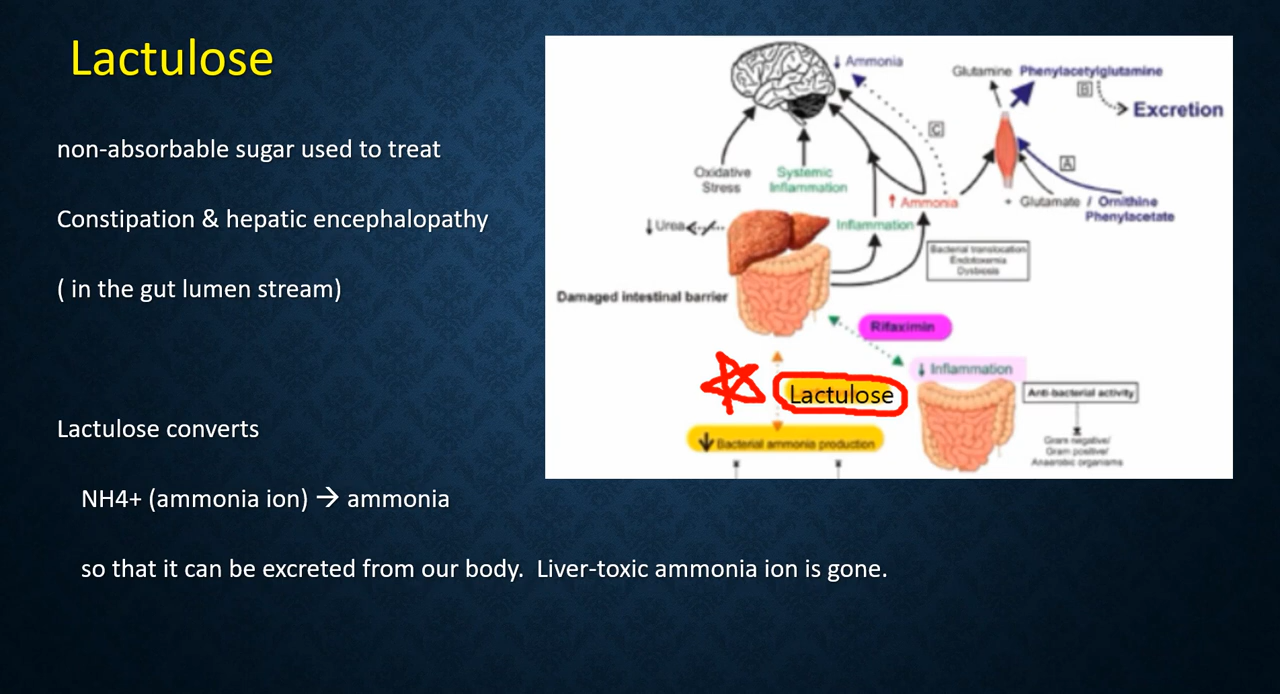 Lactulose
non-absorbable sugar used to treat
Constipation & hepatic encephalopathy
( in the gut lumen stream)
Lactulose converts
NH4+ (ammonia ion) → ammonia
so that it can be excreted from our body.  Liver-toxic ammonia ion is gone.
↓ Ammonia
Glutamine Phenylacetylglutamine
B
Excretion
C
A
Oxidative
Stress
Systemic
Inflammation
↑ Ammonia
+ Glutamate / Ornithine
Phenylacetate
↓Urea
Inflammation
Bacterial translocation
Endotoxemia
Dysbiosis
Damaged intestinal barrier
Rifaximin
↓ Inflammation
Lactulose
Anti-bacterial activity
↓ Bacterial ammonia production
Gram negative/
Gram positive/
Anaerobic organisms